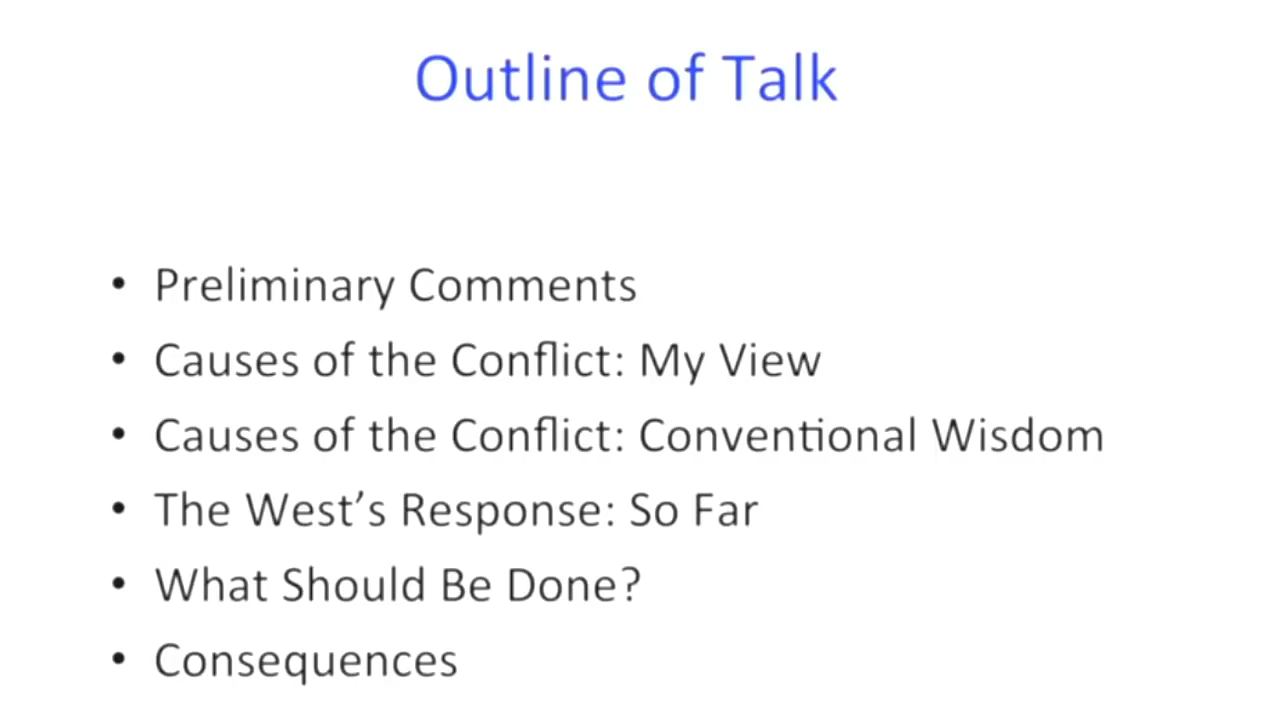 Outline of Talk
• Preliminary Comments
• Causes of the Conflict: My View
• Causes of the Conflict: Conventional Wisdom
• The West’s Response: So Far
• What Should Be Done?
• Consequences